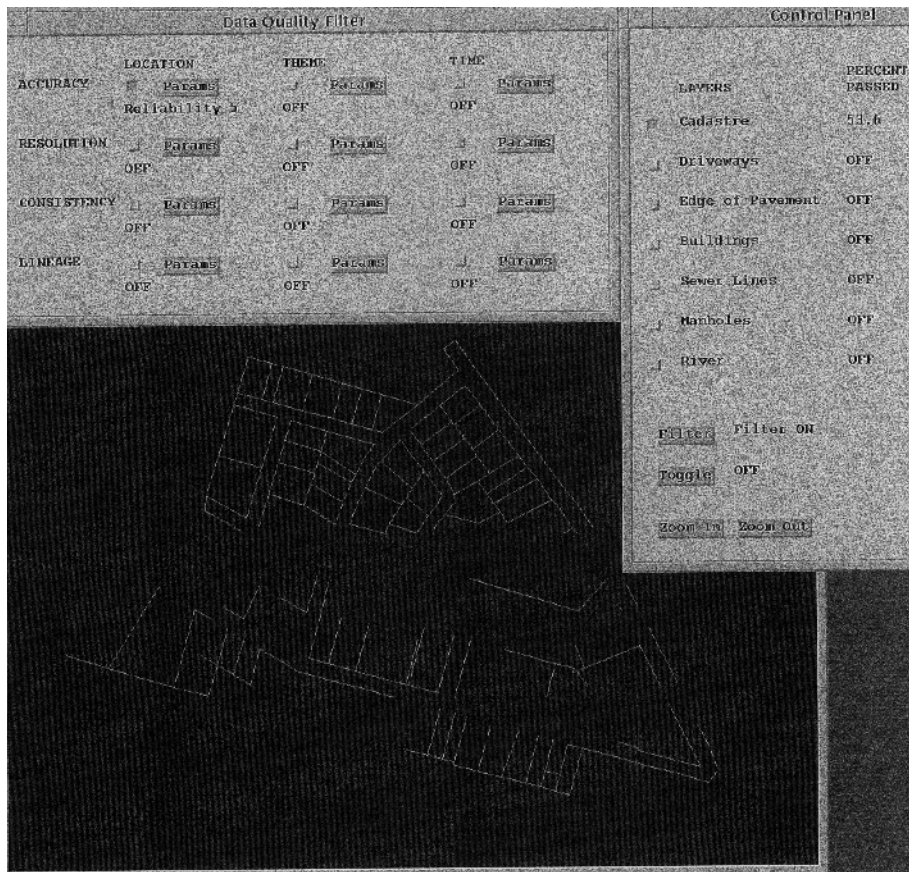 Data Quality Filter
LOCATION THEME TIME
ACCURACY Params Params Params
Reliability OFF OFF
RESOLUTION Params Params Params
OFF OFF OFF
CONSISTENCY Params Params Params
OFF OFF OFF
LINEAGE Params Params Params
OFF OFF OFF
Control Panel
LAYERS PERCENT PASSED
Cadastre 53.6
Driveways OFF
Edge of Pavement OFF
Buildings OFF
Sewer Lines OFF
Manholes OFF
River OFF
Filter Filter ON
Toggle OFF
Zoom In Zoom Out